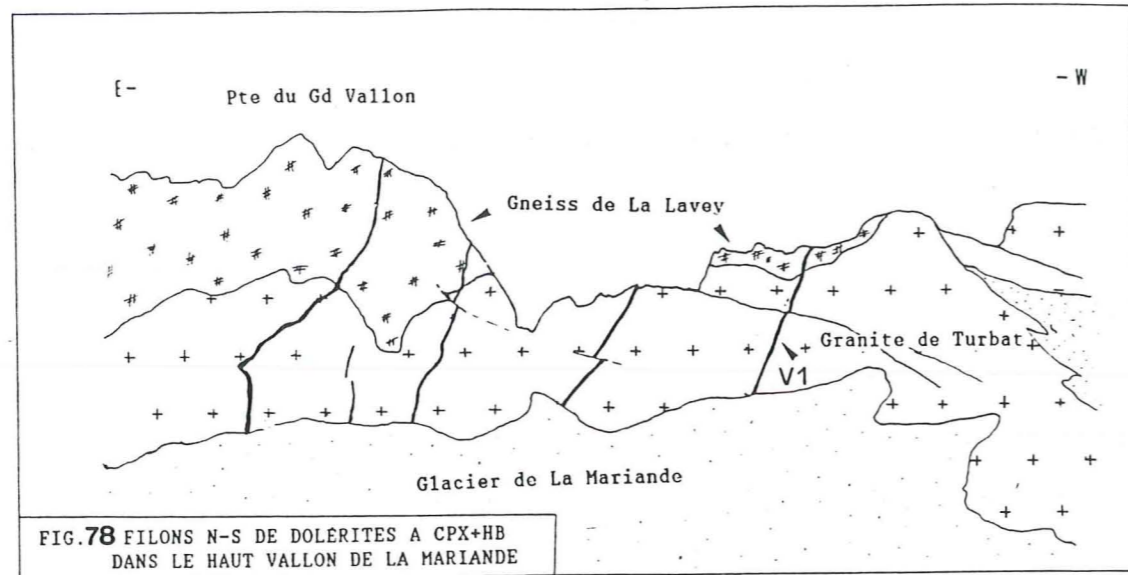 E-
- W
Pte du Gd Vallon
Gneiss de La Lavey
Granite de Turbat
V1
Glacier de La Mariande
FIG.78 FILONS N-S DE DOLÉRITES A CPX+HB
DANS LE HAUT VALLON DE LA MARIANDE